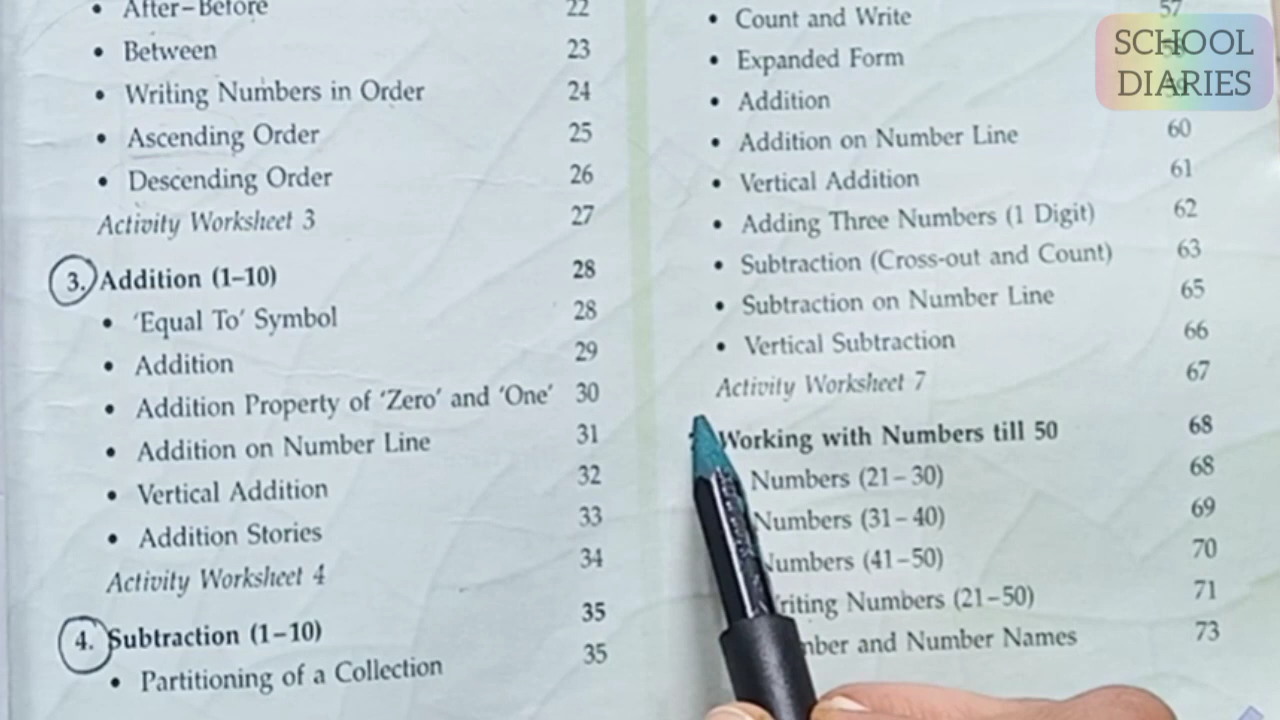 • After–Before 22
• Between 23
• Writing Numbers in Order 24
• Ascending Order 25
• Descending Order 26
Activity Worksheet 3 27
3. Addition (1–10) 28
• 'Equal To' Symbol 28
• Addition 29
• Addition Property of 'Zero' and 'One' 30
• Addition on Number Line 31
• Vertical Addition 32
• Addition Stories 33
Activity Worksheet 4 34
4. Subtraction (1–10) 35
• Partitioning of a Collection 35
• Count and Write 57
• Expanded Form
• Addition
• Addition on Number Line 60
• Vertical Addition 61
• Adding Three Numbers (1 Digit) 62
• Subtraction (Cross-out and Count) 63
• Subtraction on Number Line 65
• Vertical Subtraction 66
Activity Worksheet 7 67
Working with Numbers till 50 68
Numbers (21–30) 68
Numbers (31–40) 69
Numbers (41–50) 70
Writing Numbers (21–50) 71
and Number Names 73
SCHOOL
DIARIES